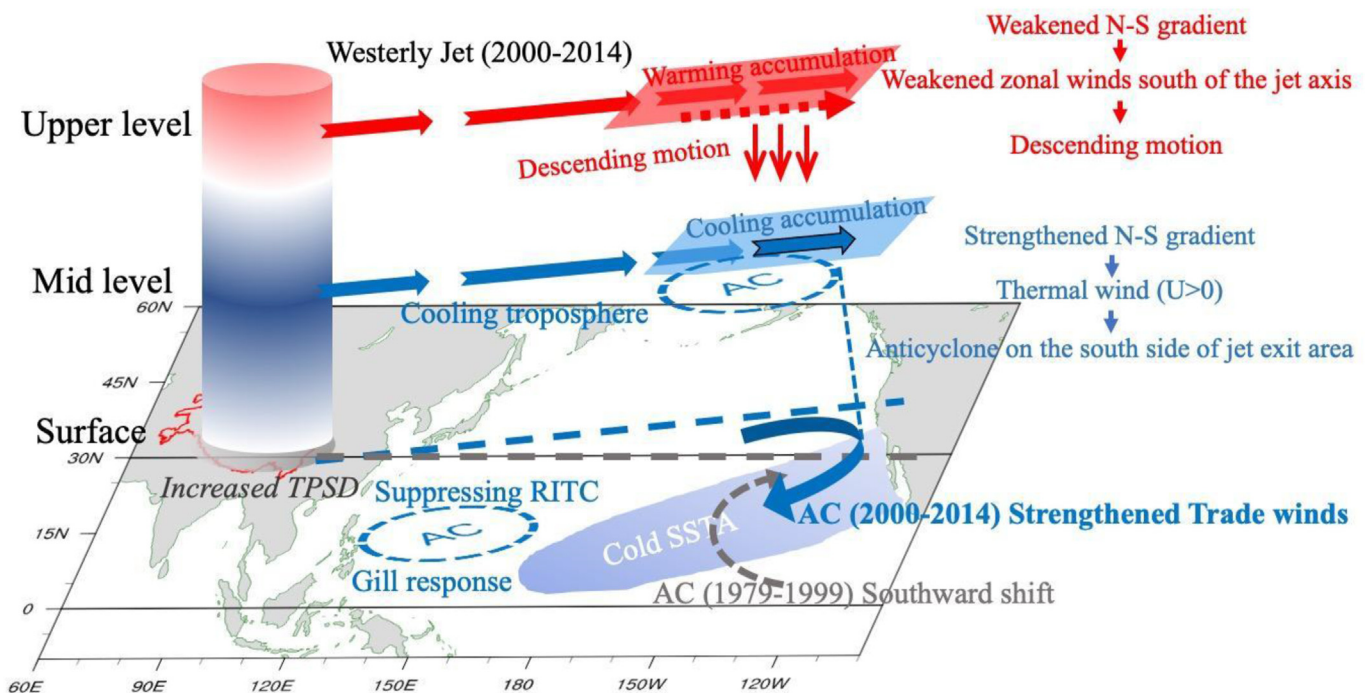 Westerly Jet (2000-2014)
Weakened N-S gradient
Warming accumulation
Weakened zonal winds south of the jet axis
Upper level
Descending motion
Descending motion
Cooling accumulation
Strengthened N-S gradient
Mid level
AC
Thermal wind (U>0)
60N
Cooling troposphere
Anticyclone on the south side of jet exit area
45N
Surface
30N
Increased TPSD
Suppressing RITC
AC (2000-2014) Strengthened Trade winds
15N
AC
Cold SSTA
Gill response
AC (1979-1999) Southward shift
0
60E
90E
120E
150E
180
150W
120W